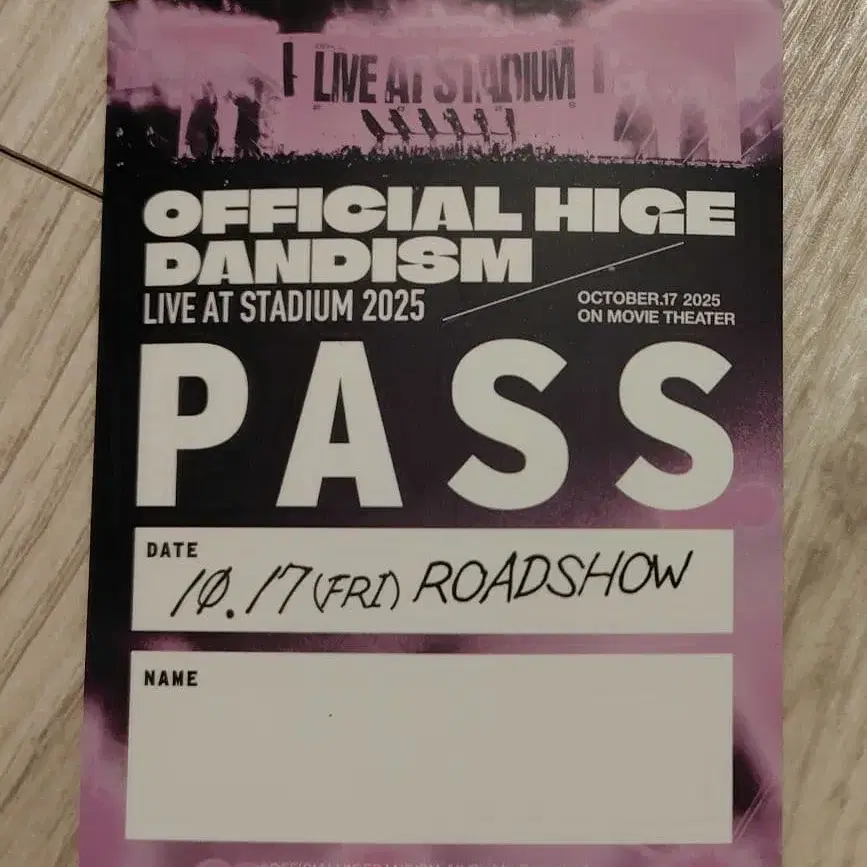 LIVE AT STADIUM
OFFICIAL HIGE
DANDISM
LIVE AT STADIUM 2025
OCTOBER.17 2025
ON MOVIE THEATER
PASS
DATE
10.17(FRI) ROADSHOW
NAME